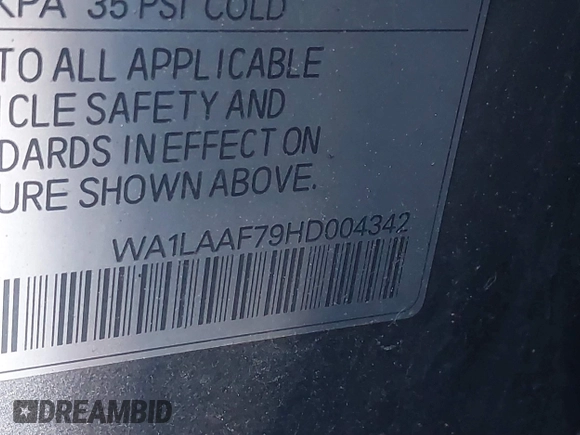 KPA 35 PSI COLD
TO ALL APPLICABLE
CLE SAFETY AND
DARDS IN EFFECT ON
URE SHOWN ABOVE.
WA1LAAF79HD004342
DREAMBID